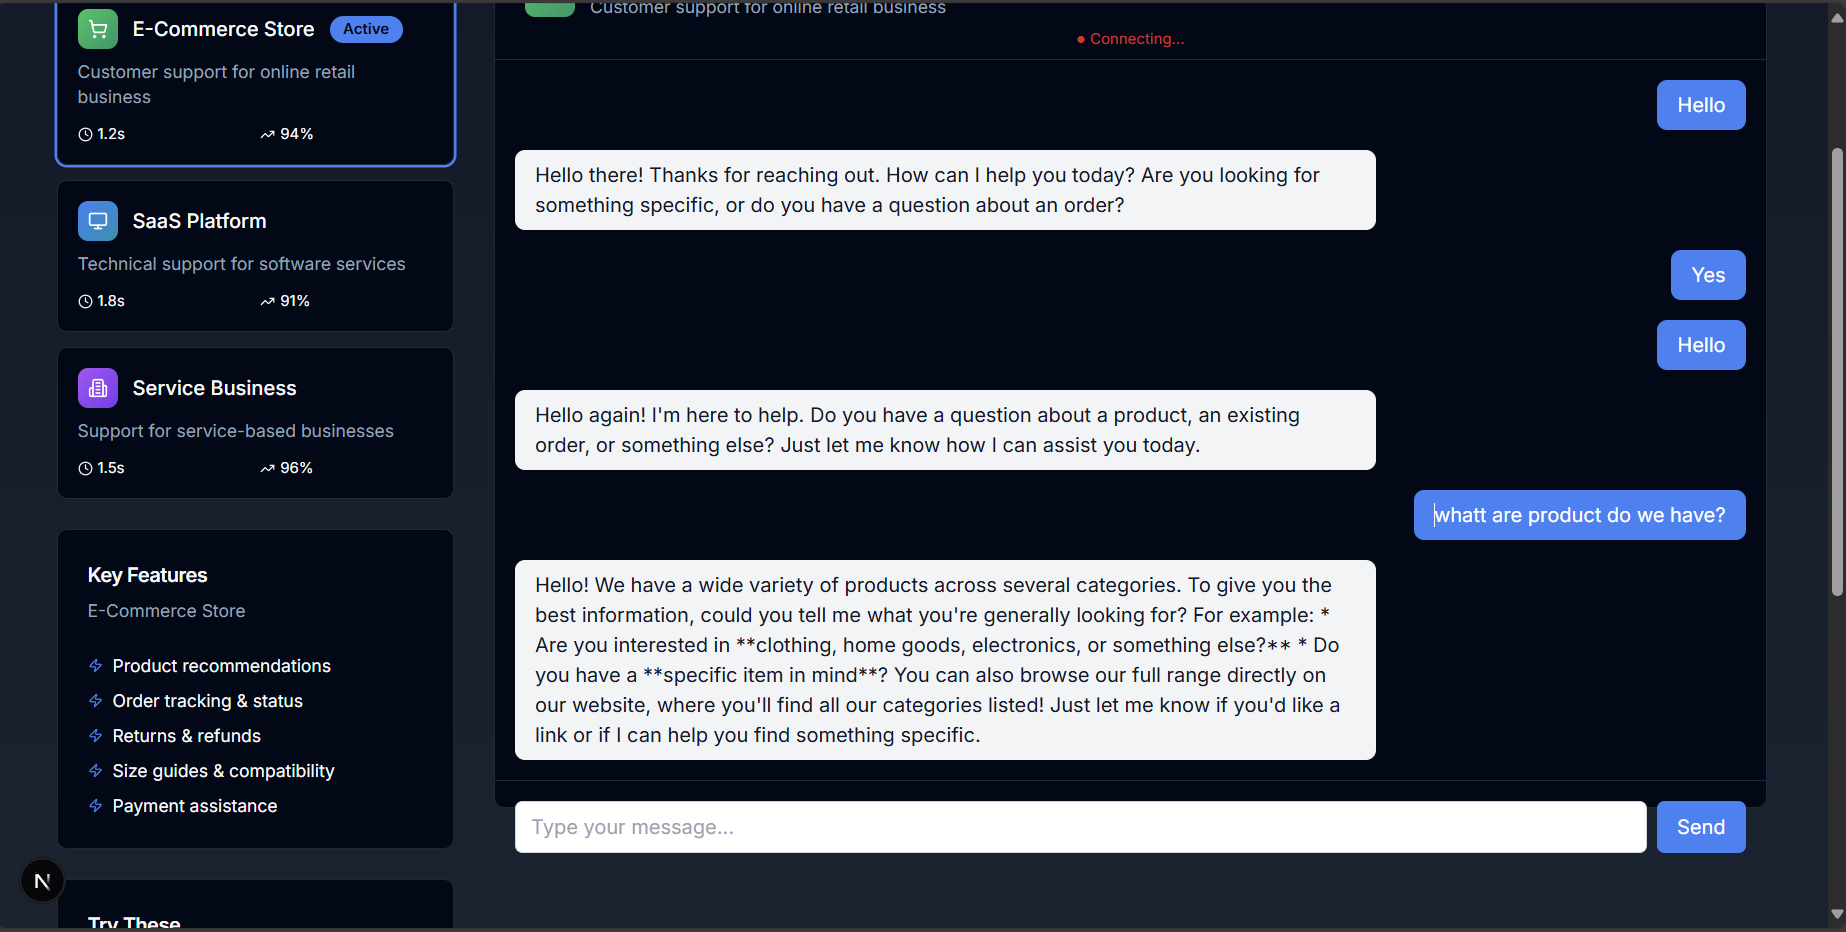 E-Commerce Store
Active
Customer support for online retail
business
1.2s
94%
SaaS Platform
Technical support for software services
1.8s
91%
Service Business
Support for service-based businesses
1.5s
96%
Key Features
E-Commerce Store
Product recommendations
Order tracking & status
Returns & refunds
Size guides & compatibility
Payment assistance
Try These
N
Customer support for online retail business
Connecting...
Hello
Hello there! Thanks for reaching out. How can I help you today? Are you looking for
something specific, or do you have a question about an order?
Yes
Hello
Hello again! I'm here to help. Do you have a question about a product, an existing
order, or something else? Just let me know how I can assist you today.
whatt are product do we have?
Hello! We have a wide variety of products across several categories. To give you the
best information, could you tell me what you're generally looking for? For example: *
Are you interested in **clothing, home goods, electronics, or something else?** * Do
you have a **specific item in mind**? You can also browse our full range directly on
our website, where you'll find all our categories listed! Just let me know if you'd like a
link or if I can help you find something specific.
Type your message...
Send